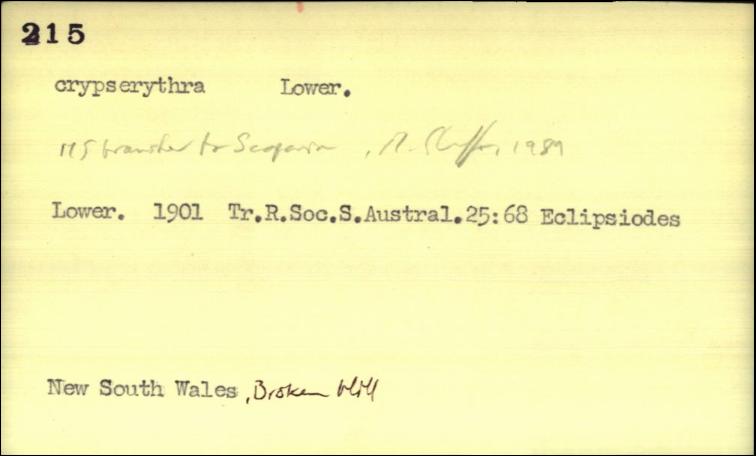 215
crypserythra Lower.
MS transfer to Scoparia, M. Shaffer, 1989
Lower. 1901 Tr.R.Soc.S.Austral.25:68 Eclipsiodes
New South Wales, Broken Hill